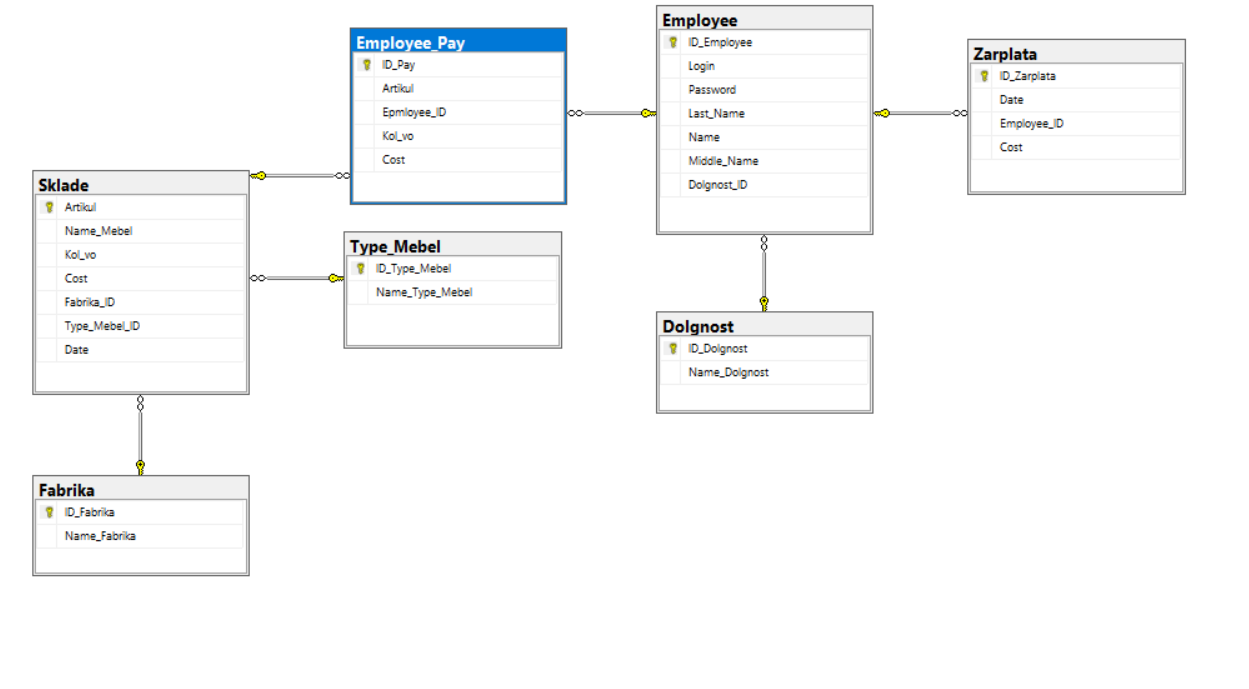 Employee_Pay
ID_Pay
Artikul
Epmloyee_ID
Kol_vo
Cost
Employee
ID_Employee
Login
Password
Last_Name
Name
Middle_Name
Dolgnost_ID
Zarplata
ID_Zarplata
Date
Employee_ID
Cost
Sklade
Artikul
Name_Mebel
Kol_vo
Cost
Fabrika_ID
Type_Mebel_ID
Date
Type_Mebel
ID_Type_Mebel
Name_Type_Mebel
Dolgnost
ID_Dolgnost
Name_Dolgnost
Fabrika
ID_Fabrika
Name_Fabrika